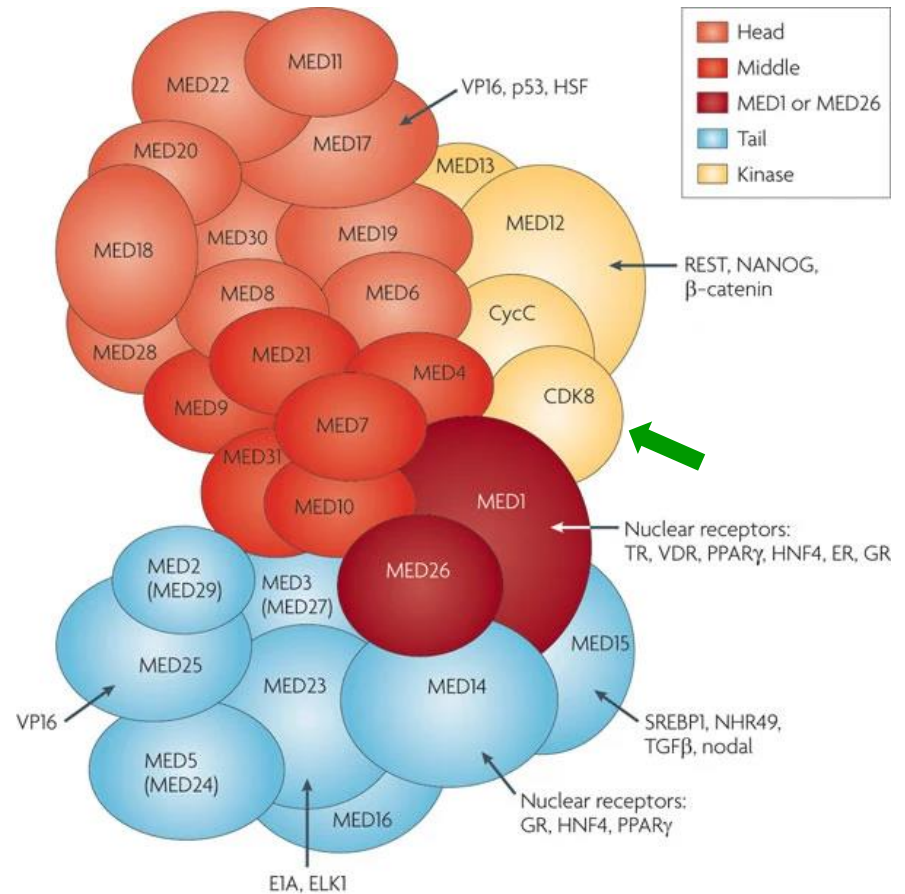 Head
Middle
MED1 or MED26
Tail
Kinase
MED11
MED22
VP16, p53, HSF
MED17
MED20
MED13
MED12
MED18
MED30
MED19
REST, NANOG,
β-catenin
MED8
MED6
CycC
MED28
MED21
MED4
CDK8
MED9
MED7
MED31
MED10
MED1
Nuclear receptors:
TR, VDR, PPARγ, HNF4, ER, GR
MED26
MED2
(MED29)
MED3
(MED27)
MED15
MED25
MED23
MED14
VP16
SREBP1, NHR49,
TGFβ, nodal
MED5
(MED24)
Nuclear receptors:
GR, HNF4, PPARγ
MED16
E1A, ELK1